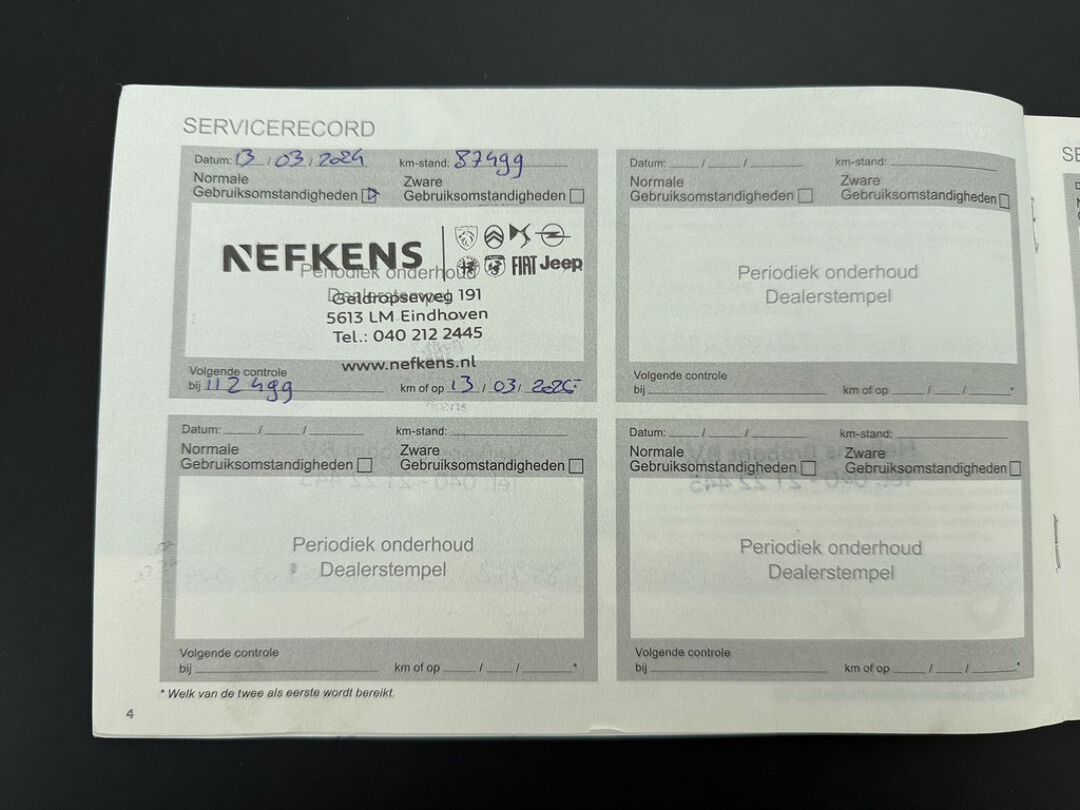 SERVICERECORD
Datum: 13 / 03 / 2024 km-stand: 87499
Normale Gebruiksomstandigheden Zware Gebruiksomstandigheden
NEFKENS
FIAT Jeep
Periodiek onderhoud
Dealerstempel
Geldropseweg 191
5613 LM Eindhoven
Tel.: 040 212 2445
www.nefkens.nl
Volgende controle
bij 112499 km of op 13 / 03 / 2025 *
Datum: / / km-stand:
Normale Gebruiksomstandigheden Zware Gebruiksomstandigheden
Periodiek onderhoud
Dealerstempel
Volgende controle
bij km of op / / *
Datum: / / km-stand:
Normale Gebruiksomstandigheden Zware Gebruiksomstandigheden
Periodiek onderhoud
Dealerstempel
Volgende controle
bij km of op / / *
Datum: / / km-stand:
Normale Gebruiksomstandigheden Zware Gebruiksomstandigheden
Periodiek onderhoud
Dealerstempel
Volgende controle
bij km of op / / *
* Welk van de twee als eerste wordt bereikt.
4